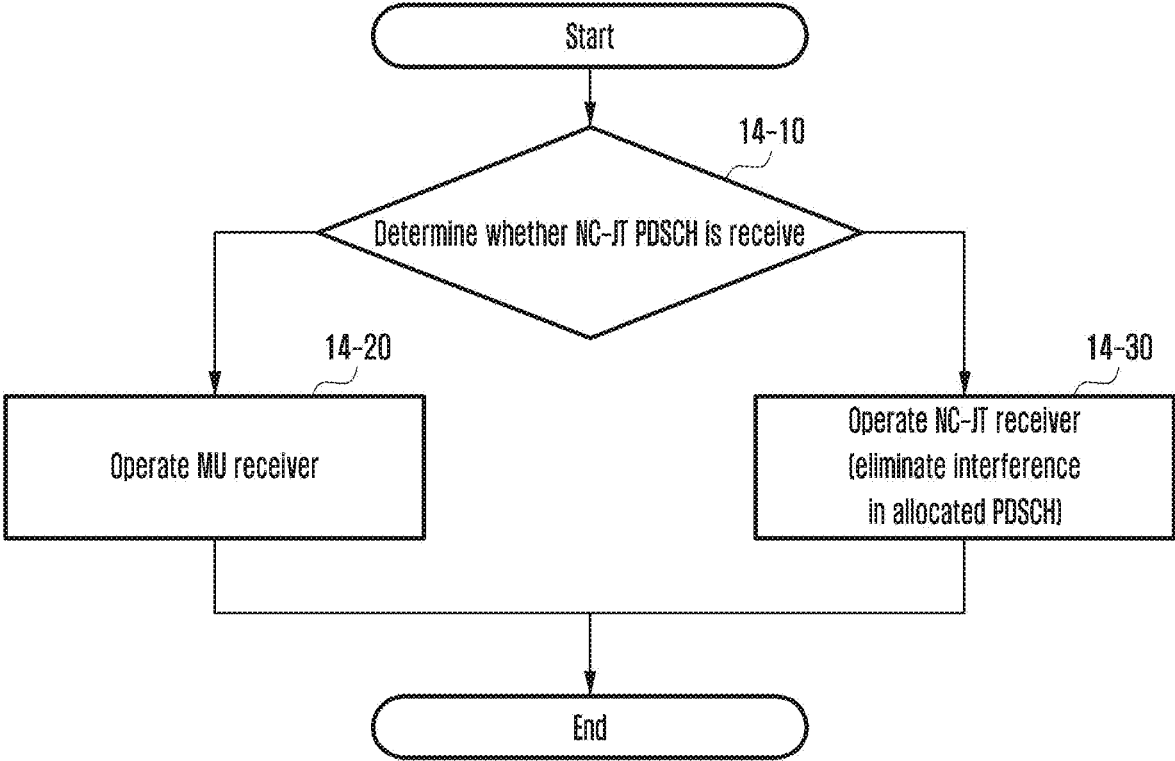 Start
14-10
Determine whether NC-JT PDSCH is receive
14-20
14-30
Operate MU receiver
Operate NC-JT receiver
(eliminate interference
in allocated PDSCH)
End